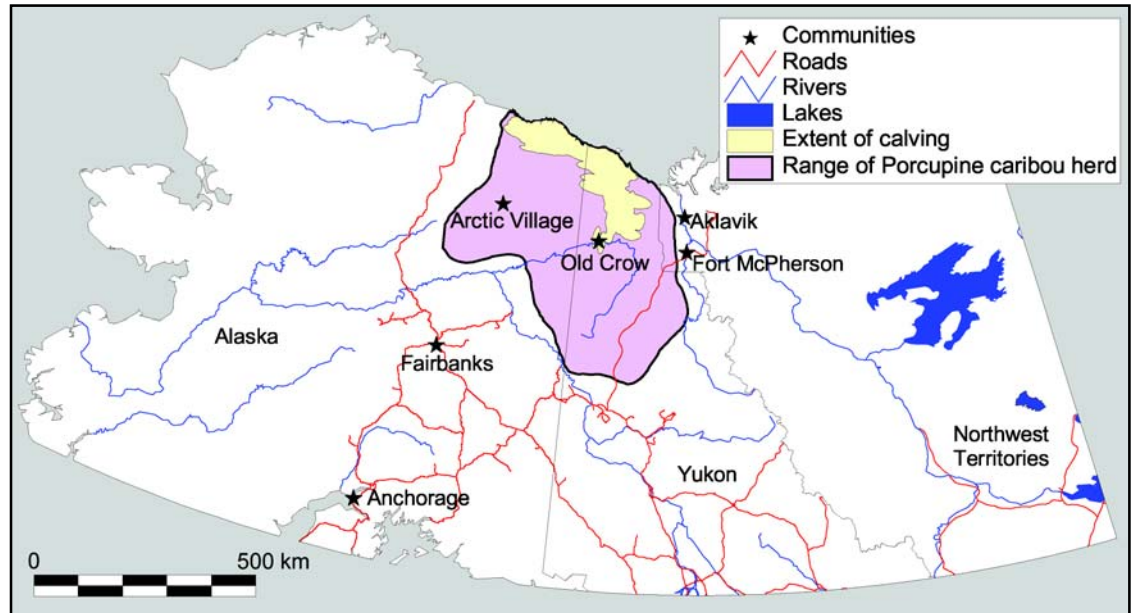 Communities
Roads
Rivers
Lakes
Extent of calving
Range of Porcupine caribou herd
Arctic Village
Aklavik
Old Crow
Fort McPherson
Alaska
Fairbanks
Northwest
Territories
Yukon
Anchorage
0 500 km